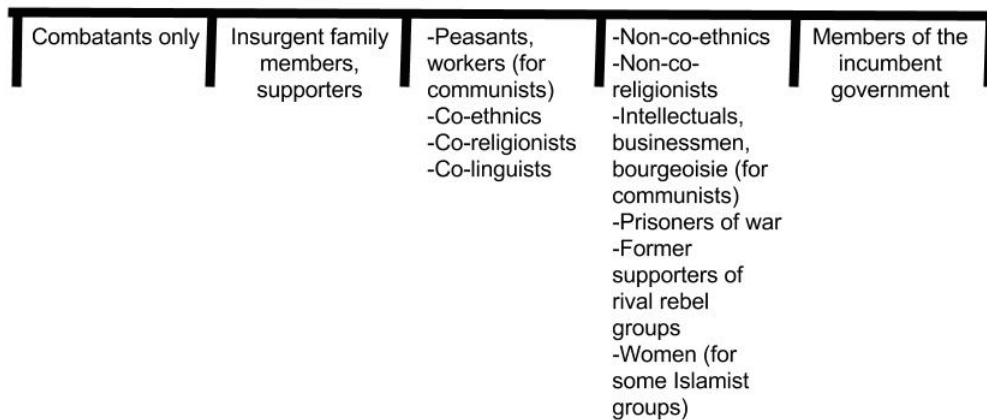 Combatants only
Insurgent family
members,
supporters
-Peasants,
workers (for
communists)
-Co-ethnics
-Co-religionists
-Co-linguists
-Non-co-ethnics
-Non-co-
religionists
-Intellectuals,
businessmen,
bourgeoisie (for
communists)
-Prisoners of war
-Former
supporters of
rival rebel
groups
-Women (for
some Islamist
groups)
Members of the
incumbent
government